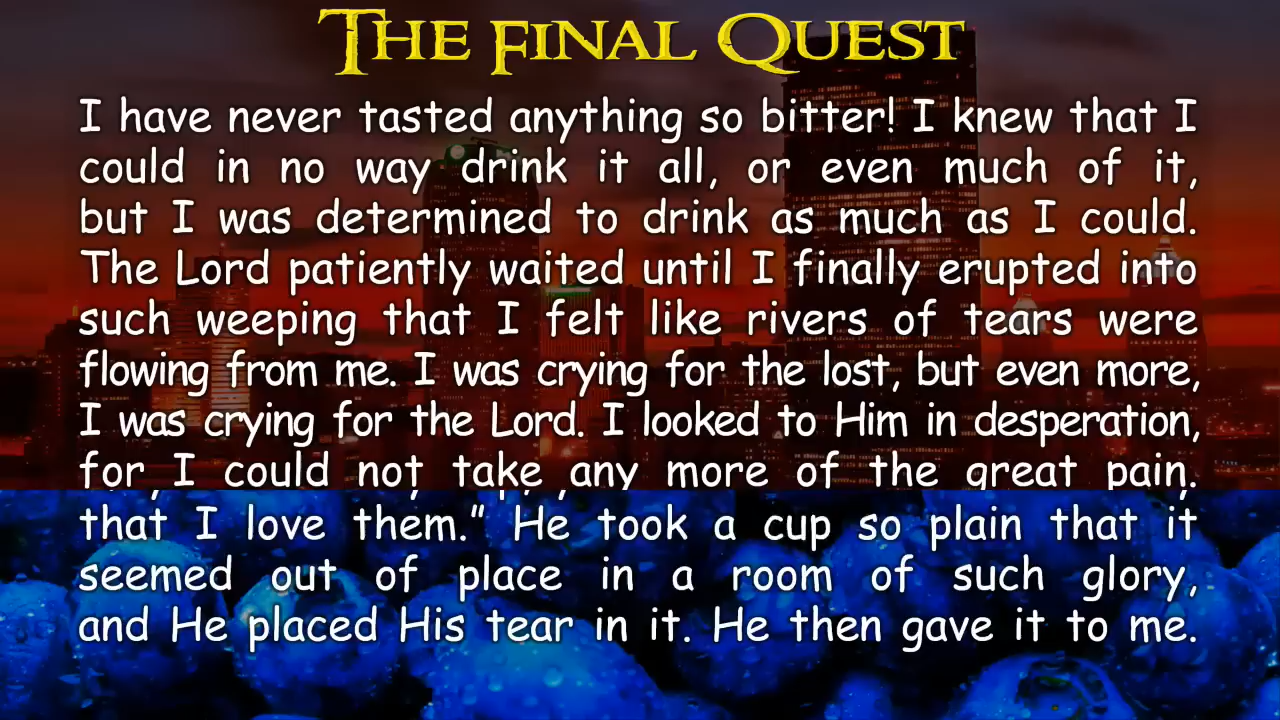 THE FINAL QUEST
I have never tasted anything so bitter! I knew that I
could in no way drink it all, or even much of it,
but I was determined to drink as much as I could.
The Lord patiently waited until I finally erupted into
such weeping that I felt like rivers of tears were
flowing from me. I was crying for the lost, but even more,
I was crying for the Lord. I looked to Him in desperation,
for I could not take any more of the great pain.
that I love them.” He took a cup so plain that it
seemed out of place in a room of such glory,
and He placed His tear in it. He then gave it to me.